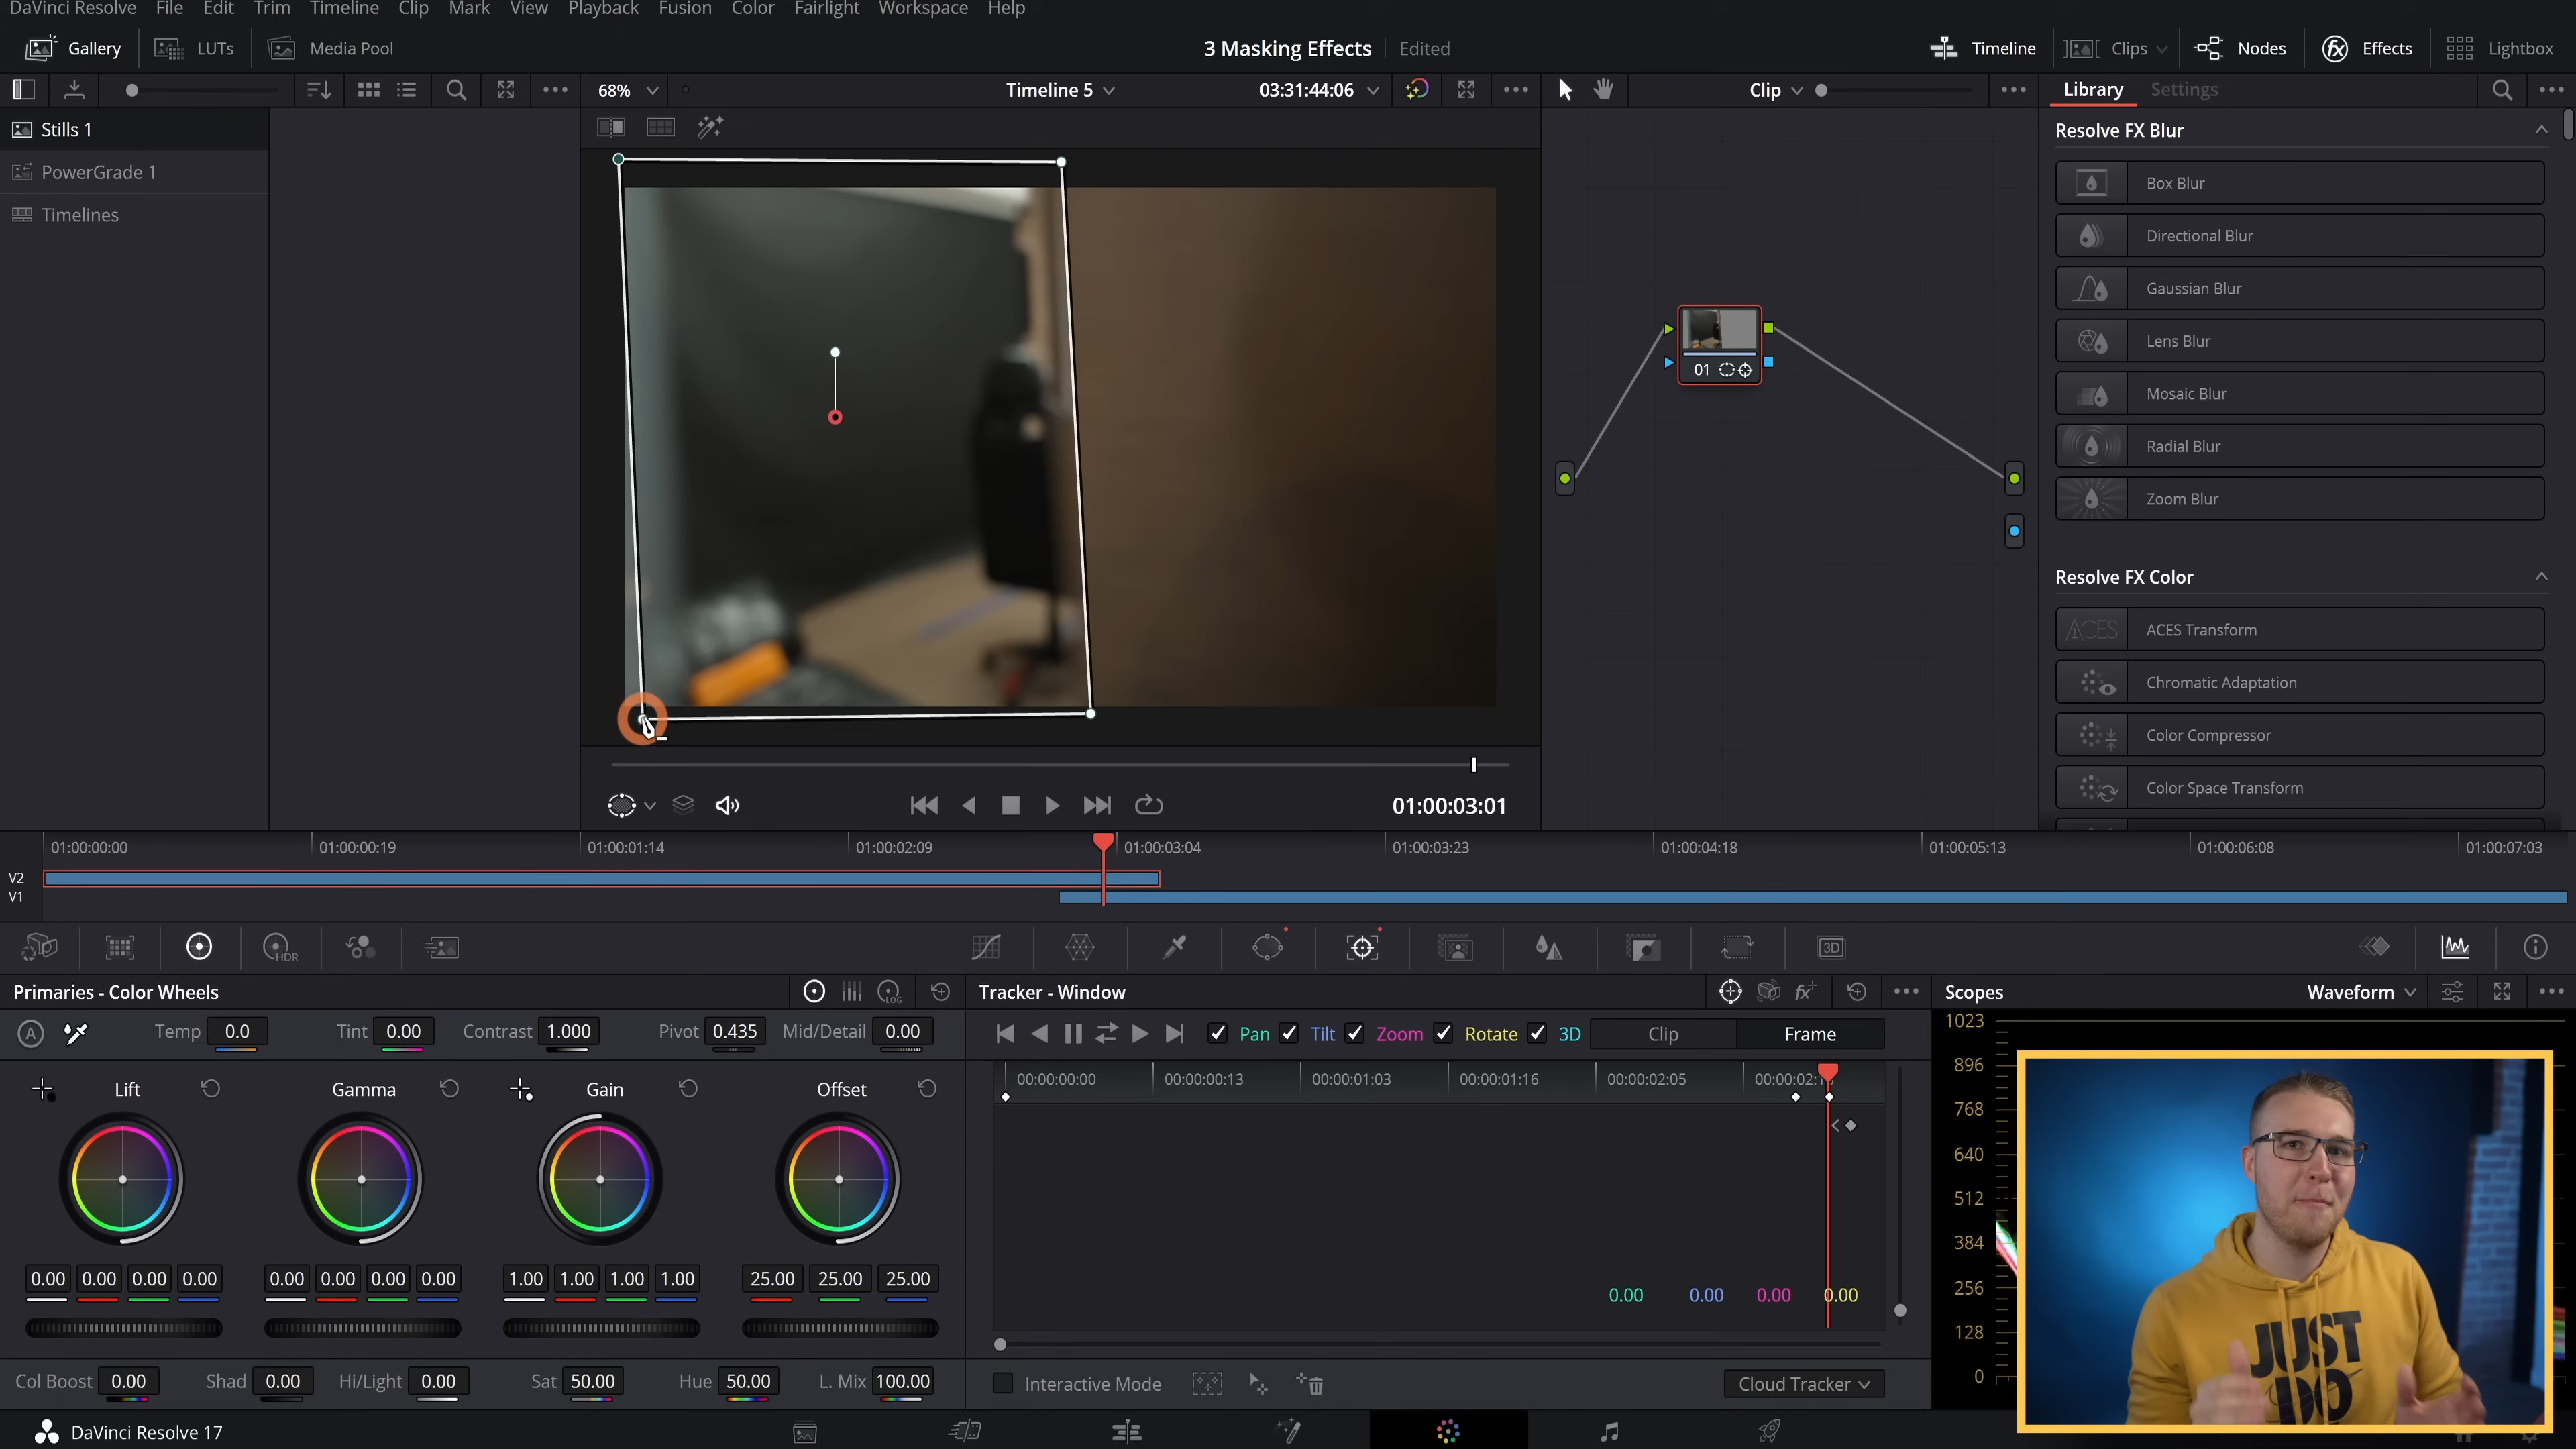 DaVinci Resolve File Edit Trim Timeline Clip Mark View Playback Fusion Color Fairlight Workspace Help
Gallery LUTs Media Pool 3 Masking Effects Edited Timeline Clips Nodes Effects Lightbox
68% Timeline 5 03:31:44:06 Clip Library Settings
Stills 1
PowerGrade 1
Timelines
Resolve FX Blur
Box Blur
Directional Blur
Gaussian Blur
Lens Blur
Mosaic Blur
Radial Blur
Zoom Blur
Resolve FX Color
ACES ACES Transform
Chromatic Adaptation
Color Compressor
Color Space Transform
01
01:00:03:01
01:00:00:00 01:00:00:19 01:00:01:14 01:00:02:09 01:00:03:04 01:00:03:23 01:00:04:18 01:00:05:13 01:00:06:08 01:00:07:03
V2
V1
HDR 3D
Primaries - Color Wheels LOG Tracker - Window fx Scopes Waveform
A Temp 0.0 Tint 0.00 Contrast 1.000 Pivot 0.435 Mid/Detail 0.00 Pan Tilt Zoom Rotate 3D Clip Frame
Lift Gamma Gain Offset
00:00:00:00 00:00:00:13 00:00:01:03 00:00:01:16 00:00:02:05
0.00 0.00 0.00 0.00 0.00 0.00 0.00 0.00 1.00 1.00 1.00 1.00 25.00 25.00 25.00
0.00 0.00 0.00 0.00
Col Boost 0.00 Shad 0.00 Hi/Light 0.00 Sat 50.00 Hue 50.00 L. Mix 100.00 Interactive Mode Cloud Tracker
1023
896
768
640
512
384
256
128
0
JUST
DO
DaVinci Resolve 17